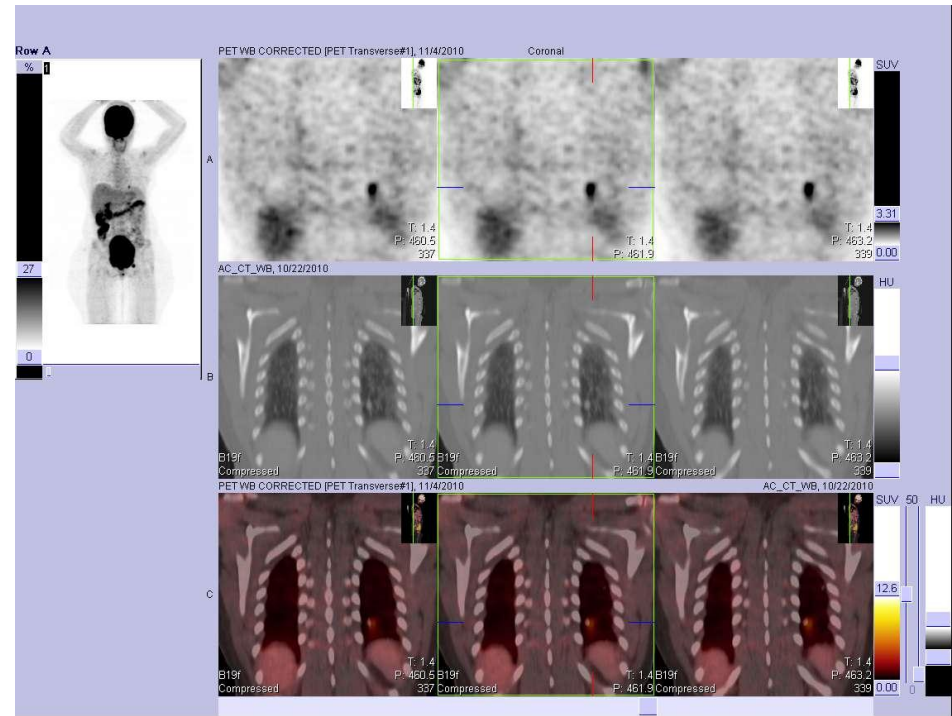 Row A
%
1
27
0
PET WB CORRECTED [PET Transverse#1], 11/4/2010 Coronal
SUV
A
T: 1.4
P: 460.5
337
T: 1.4
P: 461.9
T: 1.4
P: 463.2
339
3.31
0.00
AC_CT_WB, 10/22/2010
HU
B
B19f
Compressed
T: 1.4
P: 460.5
337
B19f
Compressed
T: 1.4
P: 461.9
B19f
Compressed
T: 1.4
P: 463.2
339
PET WB CORRECTED [PET Transverse#1], 11/4/2010 AC_CT_WB, 10/22/2010
SUV 50 HU
C
B19f
Compressed
T: 1.4
P: 460.5
337
B19f
Compressed
T: 1.4
P: 461.9
B19f
Compressed
T: 1.4
P: 463.2
339
12.6
0.00
0